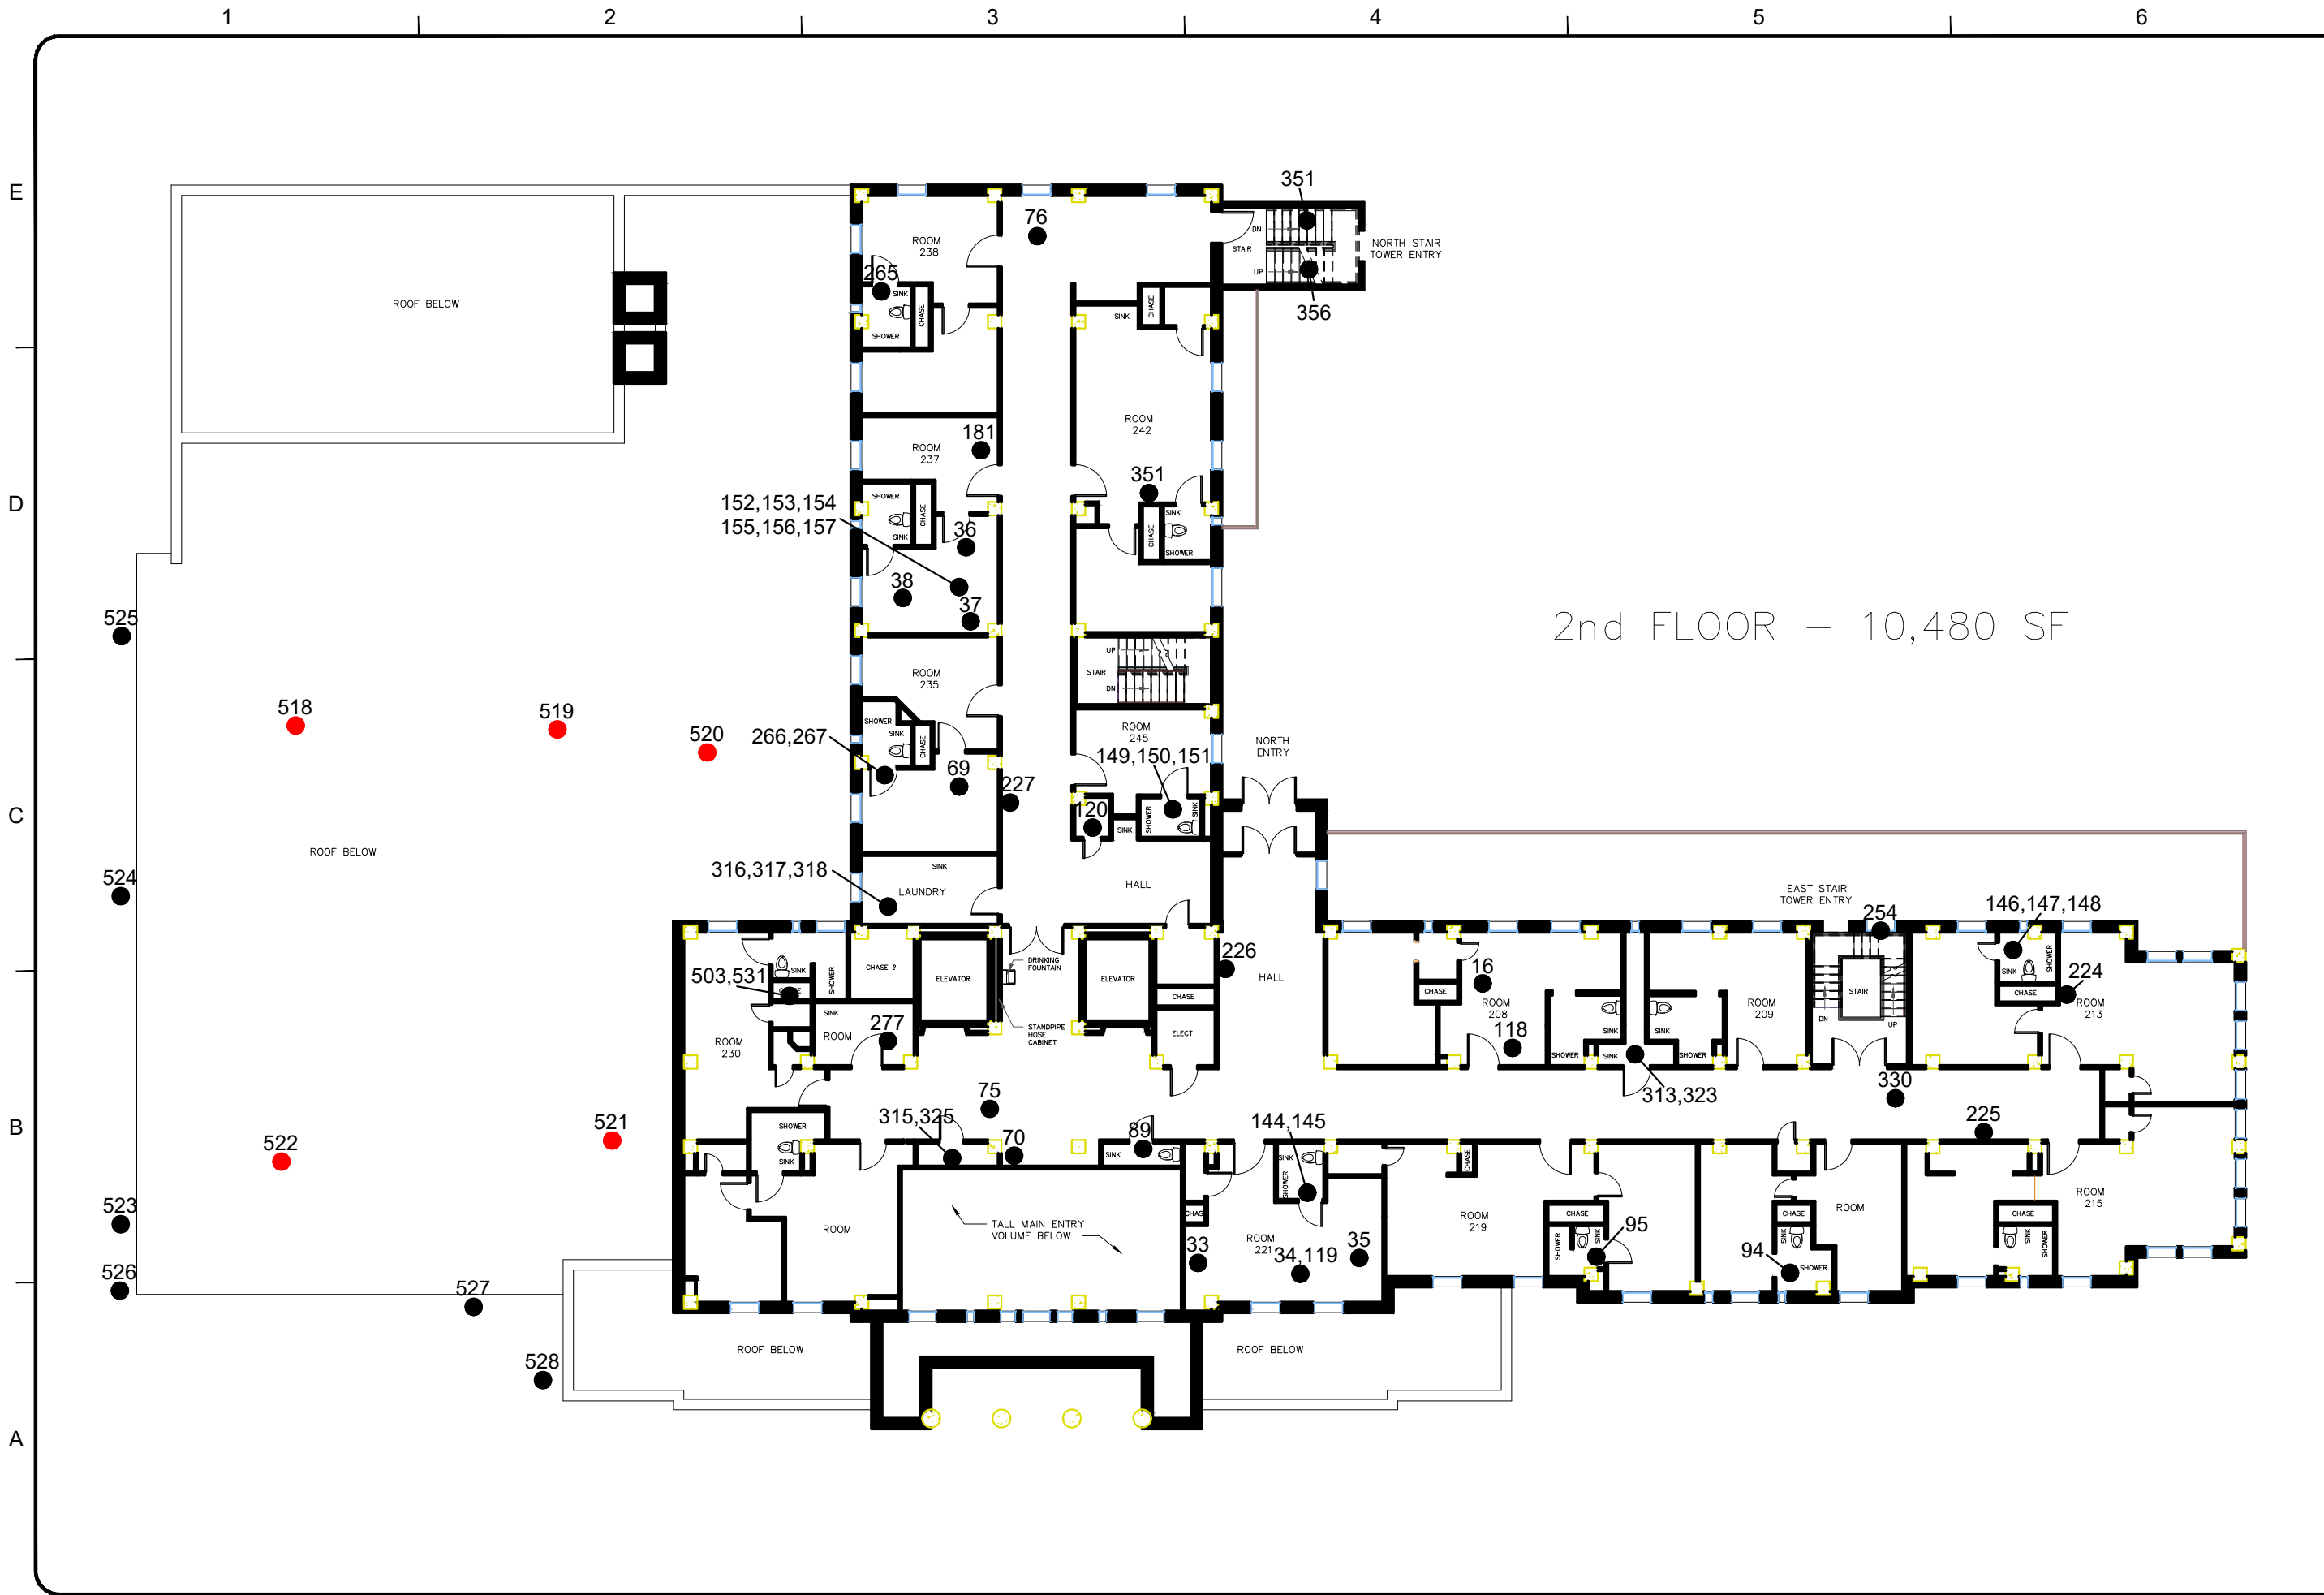 1 2 3 4 5 6
E
351
76
ROOM
238
DN
STAIR
UP
NORTH STAIR
TOWER ENTRY
265
SINK
CHASE
SHOWER
356
ROOF BELOW
SINK
CHASE
ROOM
242
ROOM
237
181
D
152,153,154
155,156,157
SHOWER
CHASE
SINK
36
351
SINK
CHASE
SHOWER
38
37
525
2nd FLOOR – 10,480 SF
UP
STAIR
DN
ROOM
235
518
519
520
266,267
SHOWER
SINK
CHASE
69
227
ROOM
245
149,150,151
NORTH
ENTRY
C
120
SINK
SHOWER
SINK
ROOF BELOW
316,317,318
SINK
LAUNDRY
HALL
524
EAST STAIR
TOWER ENTRY
254
146,147,148
503,531
SINK
CHASE
SHOWER
CHASE ?
ELEVATOR
DRINKING
FOUNTAIN
ELEVATOR
CHASE
226
HALL
16
CHASE
ROOM
208
118
SINK
SHOWER
SINK
SINK
SHOWER
ROOM
209
STAIR
DN
UP
SINK
SHOWER
CHASE
224
ROOM
213
ROOM
230
SINK
ROOM
277
STANDPIPE
HOSE
CABINET
ELECT
313,323
330
B
75
315,325
70
89
SINK
144,145
225
521
522
SHOWER
SINK
SINK
SHOWER
CHASE
523
ROOM
TALL MAIN ENTRY
VOLUME BELOW
CHAS
33
ROOM
221
34,119
35
ROOM
219
CHASE
SHOWER
SINK
95
CHASE
SINK
94
SHOWER
ROOM
CHASE
SINK
SHOWER
ROOM
215
526
527
528
ROOF BELOW
ROOF BELOW
A